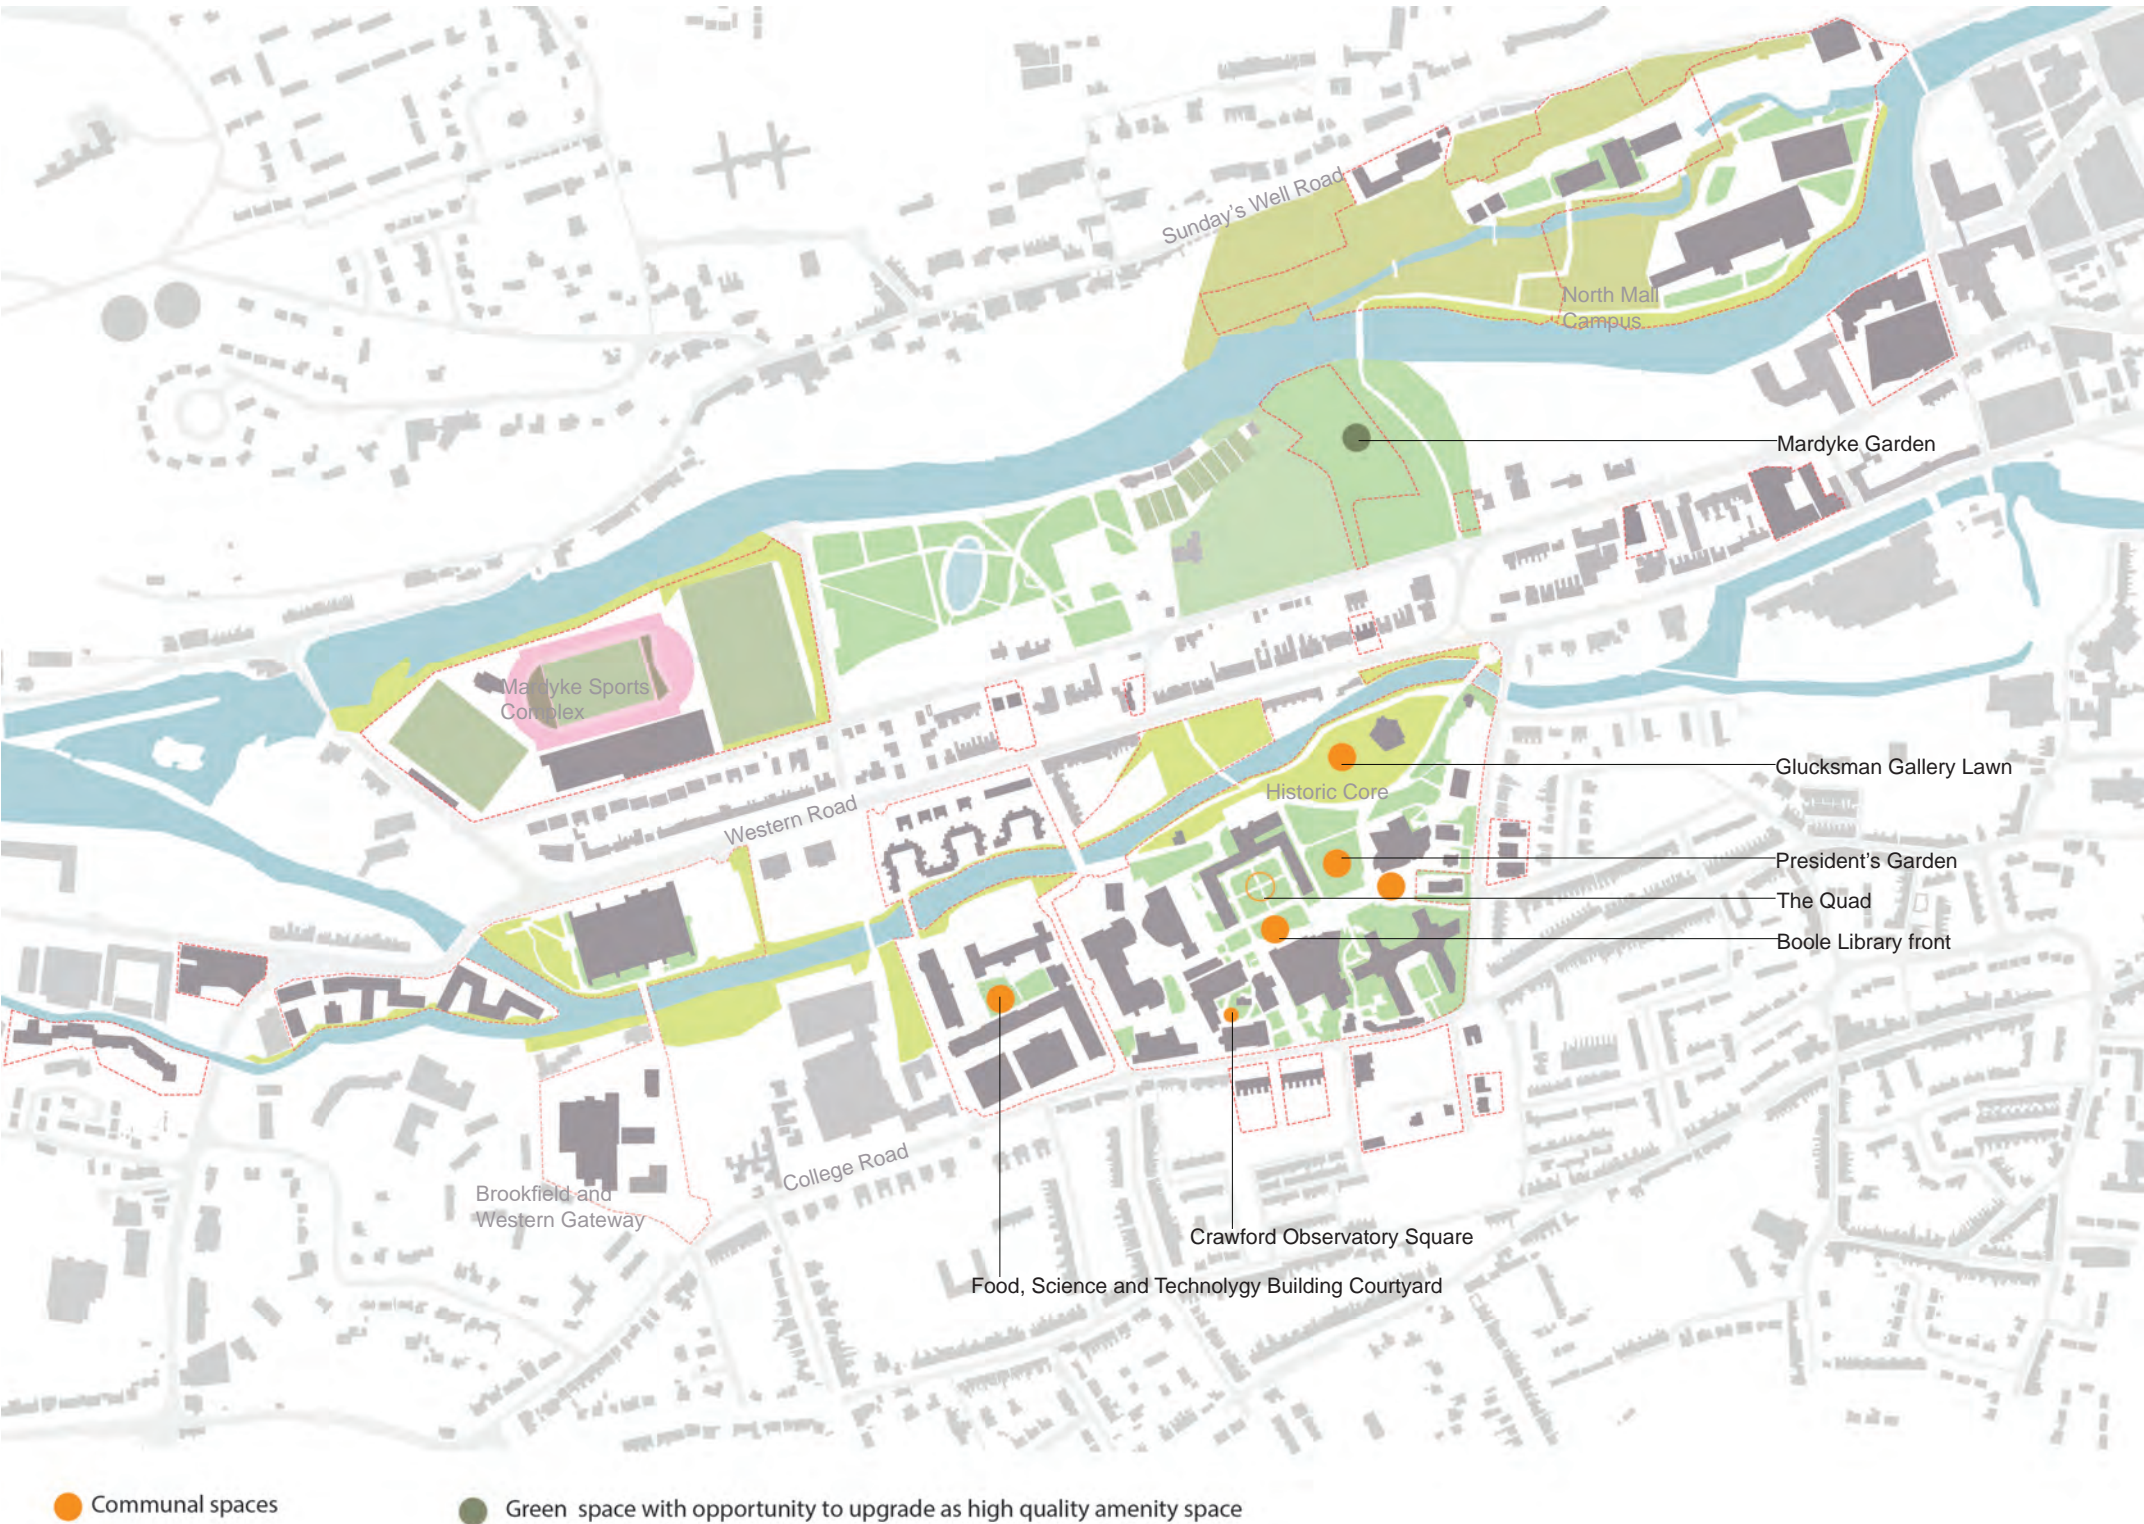 Sunday's Well Road
North Mall
Campus
Mardyke Garden
Mardyke Sports
Complex
Glucksman Gallery Lawn
Historic Core
Western Road
President's Garden
The Quad
Boole Library front
College Road
Brookfield and
Western Gateway
Crawford Observatory Square
Food, Science and Technolygy Building Courtyard
Communal spaces
Green space with opportunity to upgrade as high quality amenity space